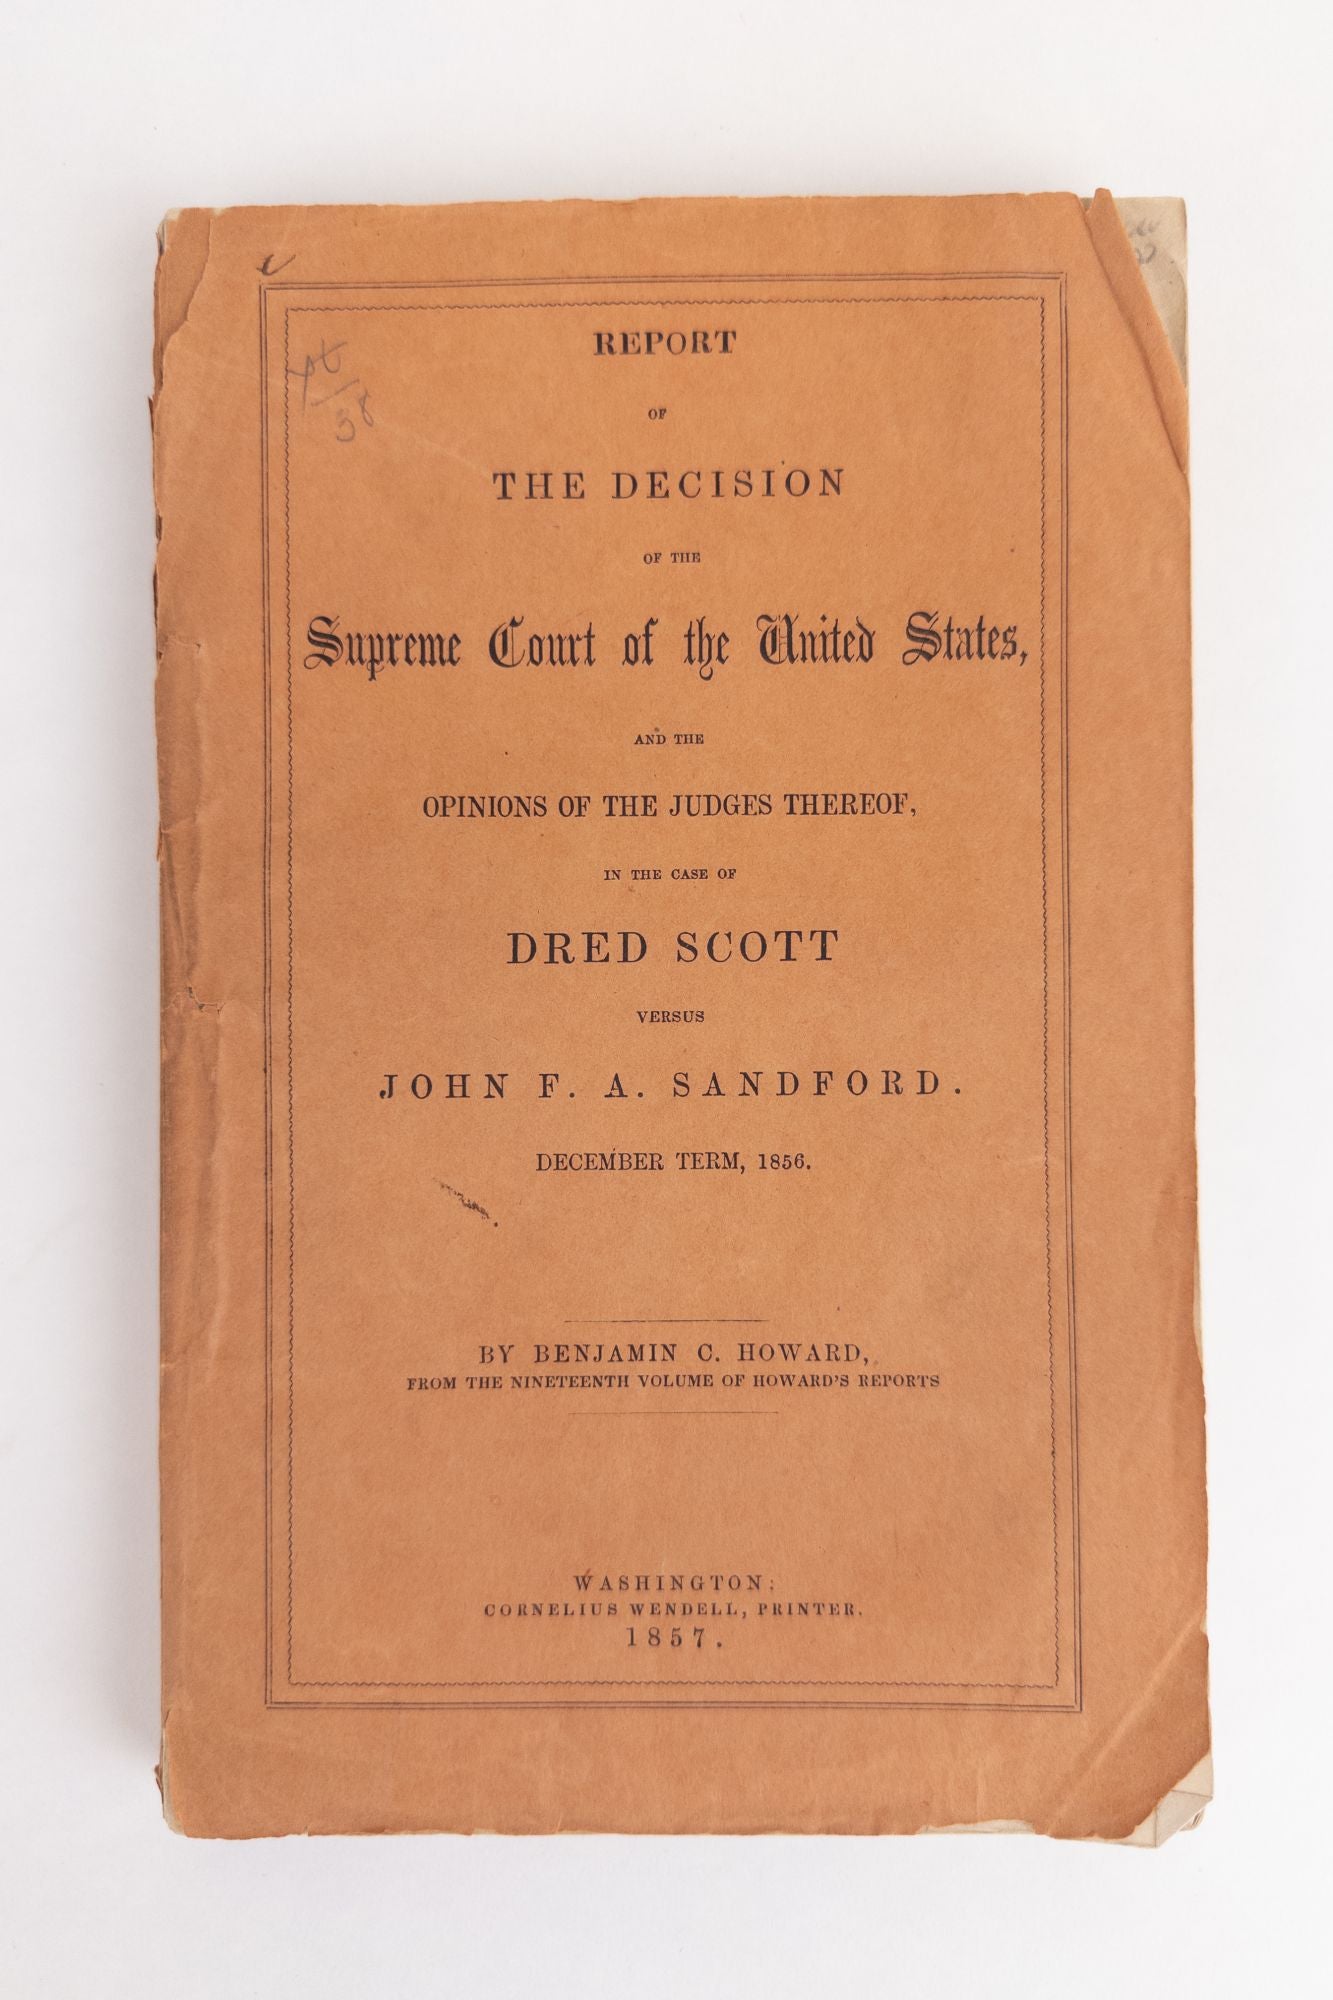 38
REPORT
OF
THE DECISION
OF THE
Supreme Court of the United States,
AND THE
OPINIONS OF THE JUDGES THEREOF,
IN THE CASE OF
DRED SCOTT
VERSUS
JOHN F. A. SANDFORD.
DECEMBER TERM, 1856.
BY BENJAMIN C. HOWARD,
FROM THE NINETEENTH VOLUME OF HOWARD'S REPORTS
WASHINGTON:
CORNELIUS WENDELL, PRINTER.
1857.